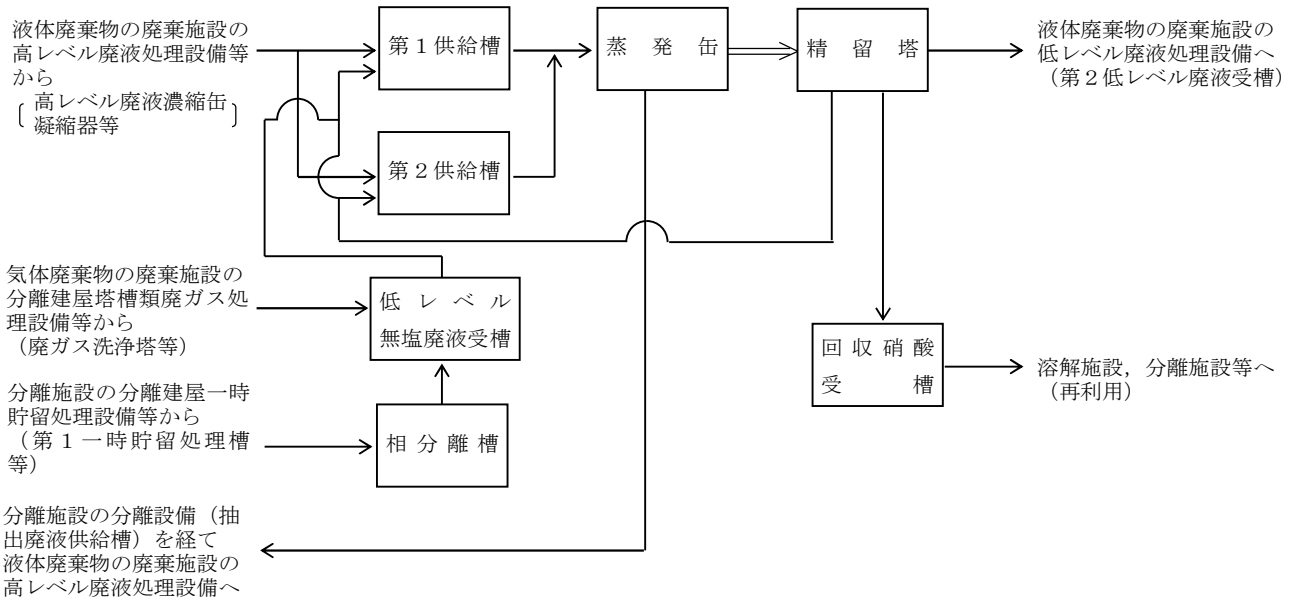 液体廃棄物の廃棄施設の
高レベル廃液処理設備等
から
高レベル廃液濃縮缶
凝縮器等
第1供給槽
蒸発缶
精留塔
液体廃棄物の廃棄施設の
低レベル廃液処理設備へ
（第2低レベル廃液受槽）
第2供給槽
気体廃棄物の廃棄施設の
分離建屋塔槽類廃ガス処
理設備等から
（廃ガス洗浄塔等）
低レベル
無塩廃液受槽
回収硝酸
受槽
溶解施設，分離施設等へ
（再利用）
分離施設の分離建屋一時
貯留処理設備等から
（第1一時貯留処理槽
等）
相分離槽
分離施設の分離設備（抽
出廃液供給槽）を経て
液体廃棄物の廃棄施設の
高レベル廃液処理設備へ